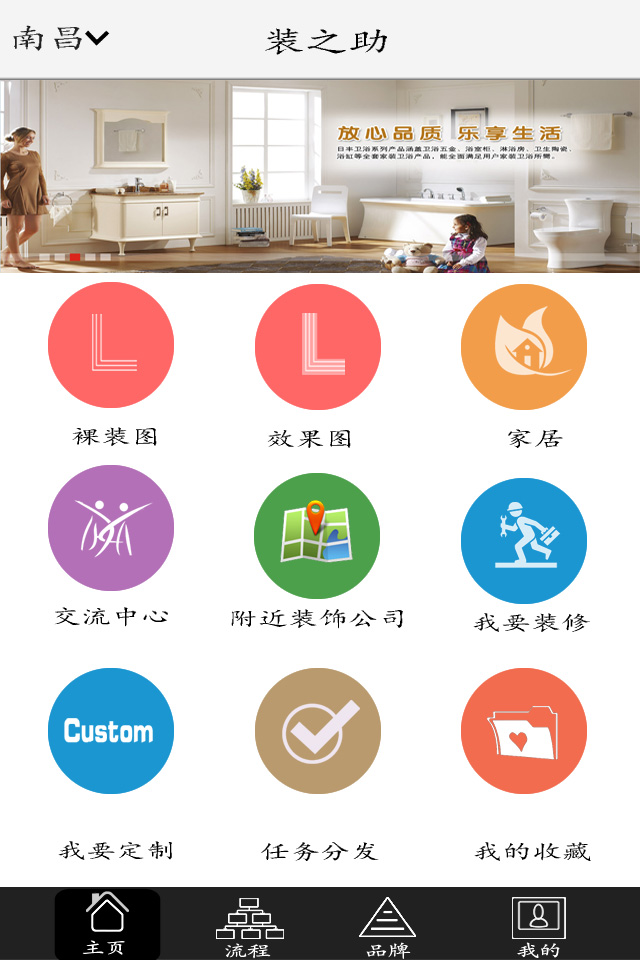 南昌
装之助
放心品质 乐享生活
日丰卫浴系列产品涵盖卫浴五金、浴室柜、淋浴房、卫生陶瓷、
浴缸等全套家装卫浴产品，能全面满足用户家装卫浴所需。
裸装图
效果图
家居
交流中心
附近装饰公司
我要装修
Custom
我要定制
任务分发
我的收藏
主页
流程
品牌
我的